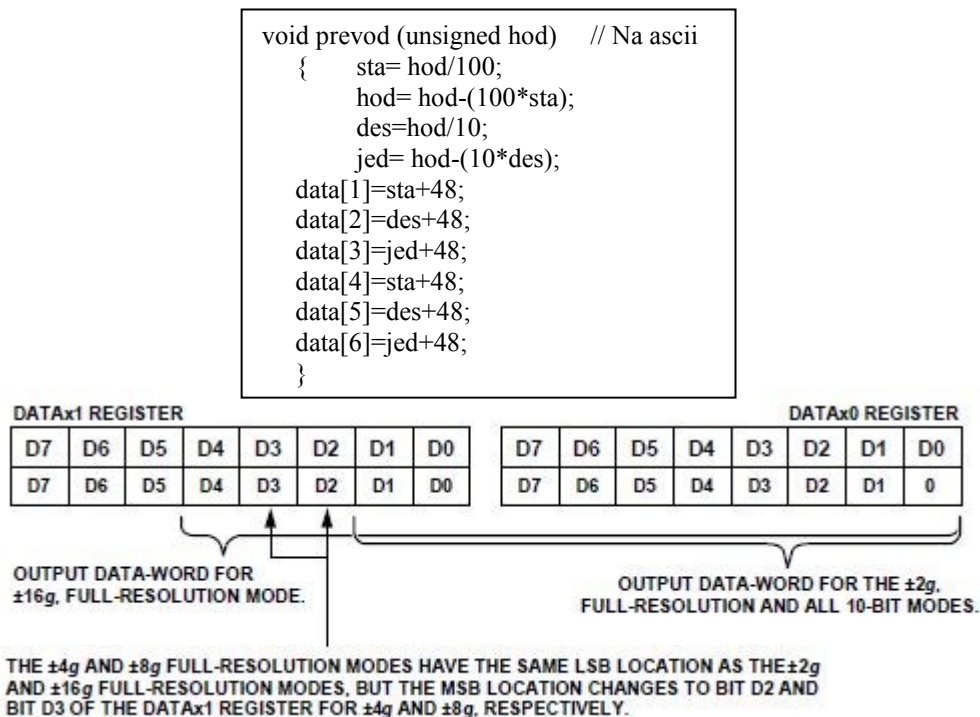 void prevod (unsigned hod) // Na ascii
{ sta= hod/100;
hod= hod-(100*sta);
des=hod/10;
jed= hod-(10*des);
data[1]=sta+48;
data[2]=des+48;
data[3]=jed+48;
data[4]=sta+48;
data[5]=des+48;
data[6]=jed+48;
}
DATAx1 REGISTER DATAx0 REGISTER
D7 D6 D5 D4 D3 D2 D1 D0 D7 D6 D5 D4 D3 D2 D1 D0
D7 D6 D5 D4 D3 D2 D1 D0 D7 D6 D5 D4 D3 D2 D1 0
OUTPUT DATA-WORD FOR
±16g, FULL-RESOLUTION MODE.
OUTPUT DATA-WORD FOR THE ±2g,
FULL-RESOLUTION AND ALL 10-BIT MODES.
THE ±4g AND ±8g FULL-RESOLUTION MODES HAVE THE SAME LSB LOCATION AS THE ±2g
AND ±16g FULL-RESOLUTION MODES, BUT THE MSB LOCATION CHANGES TO BIT D2 AND
BIT D3 OF THE DATAx1 REGISTER FOR ±4g AND ±8g, RESPECTIVELY.